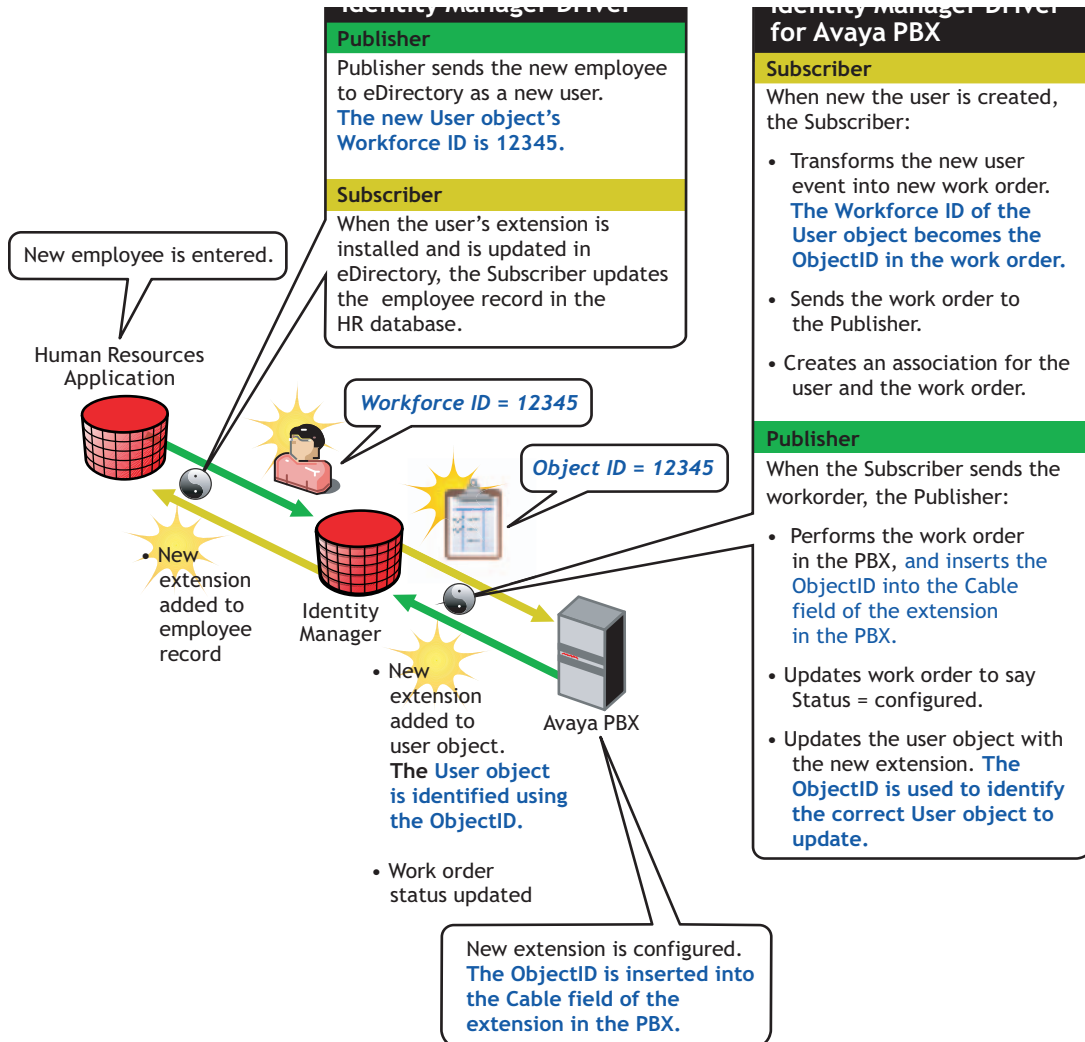 Identity Manager Driver
Publisher
Publisher sends the new employee
to eDirectory as a new user.
The new User object's
Workforce ID is 12345.
Subscriber
When the user's extension is
installed and is updated in
eDirectory, the Subscriber updates
the employee record in the
HR database.
Identity Manager Driver
for Avaya PBX
Subscriber
When new the user is created,
the Subscriber:
• Transforms the new user
event into new work order.
The Workforce ID of the
User object becomes the
ObjectID in the work order.
• Sends the work order to
the Publisher.
• Creates an association for the
user and the work order.
Publisher
When the Subscriber sends the
workorder, the Publisher:
• Performs the work order
in the PBX, and inserts the
ObjectID into the Cable
field of the extension
in the PBX.
• Updates work order to say
Status = configured.
• Updates the user object with
the new extension. The
ObjectID is used to identify
the correct User object to
update.
New employee is entered.
Human Resources
Application
Workforce ID = 12345
Object ID = 12345
• New
extension
added to
employee
record
Identity
Manager
• New
extension
added to
user object.
The User object
is identified using
the ObjectID.
• Work order
status updated
Avaya PBX
New extension is configured.
The ObjectID is inserted into
the Cable field of the
extension in the PBX.